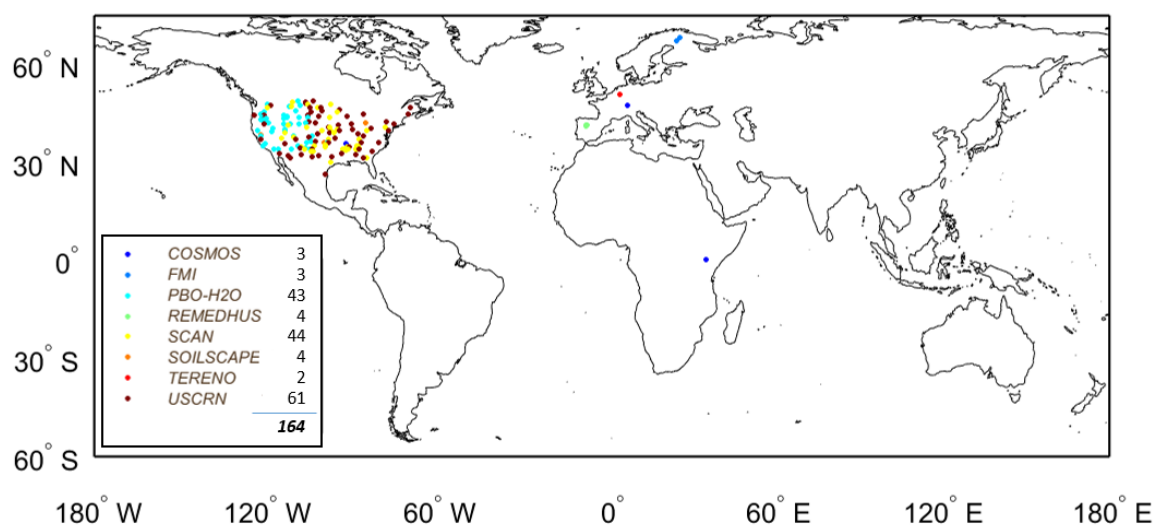 60° N
30° N
0°
30° S
60° S
COSMOS 3
FMI 3
PBO-H2O 43
REMEDHUS 4
SCAN 44
SOILSCAPE 4
TERENO 2
USCRN 61
164
180° W 120° W 60° W 0° 60° E 120° E 180° E